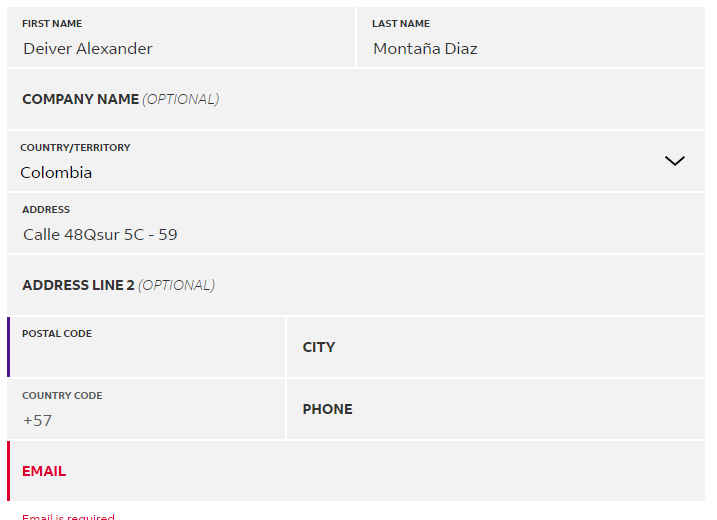 FIRST NAME
LAST NAME
Deiver Alexander
Montaña Diaz
COMPANY NAME (OPTIONAL)
COUNTRY/TERRITORY
Colombia
ADDRESS
Calle 48Qsur 5C - 59
ADDRESS LINE 2 (OPTIONAL)
POSTAL CODE
CITY
COUNTRY CODE
+57
PHONE
EMAIL
Email is required